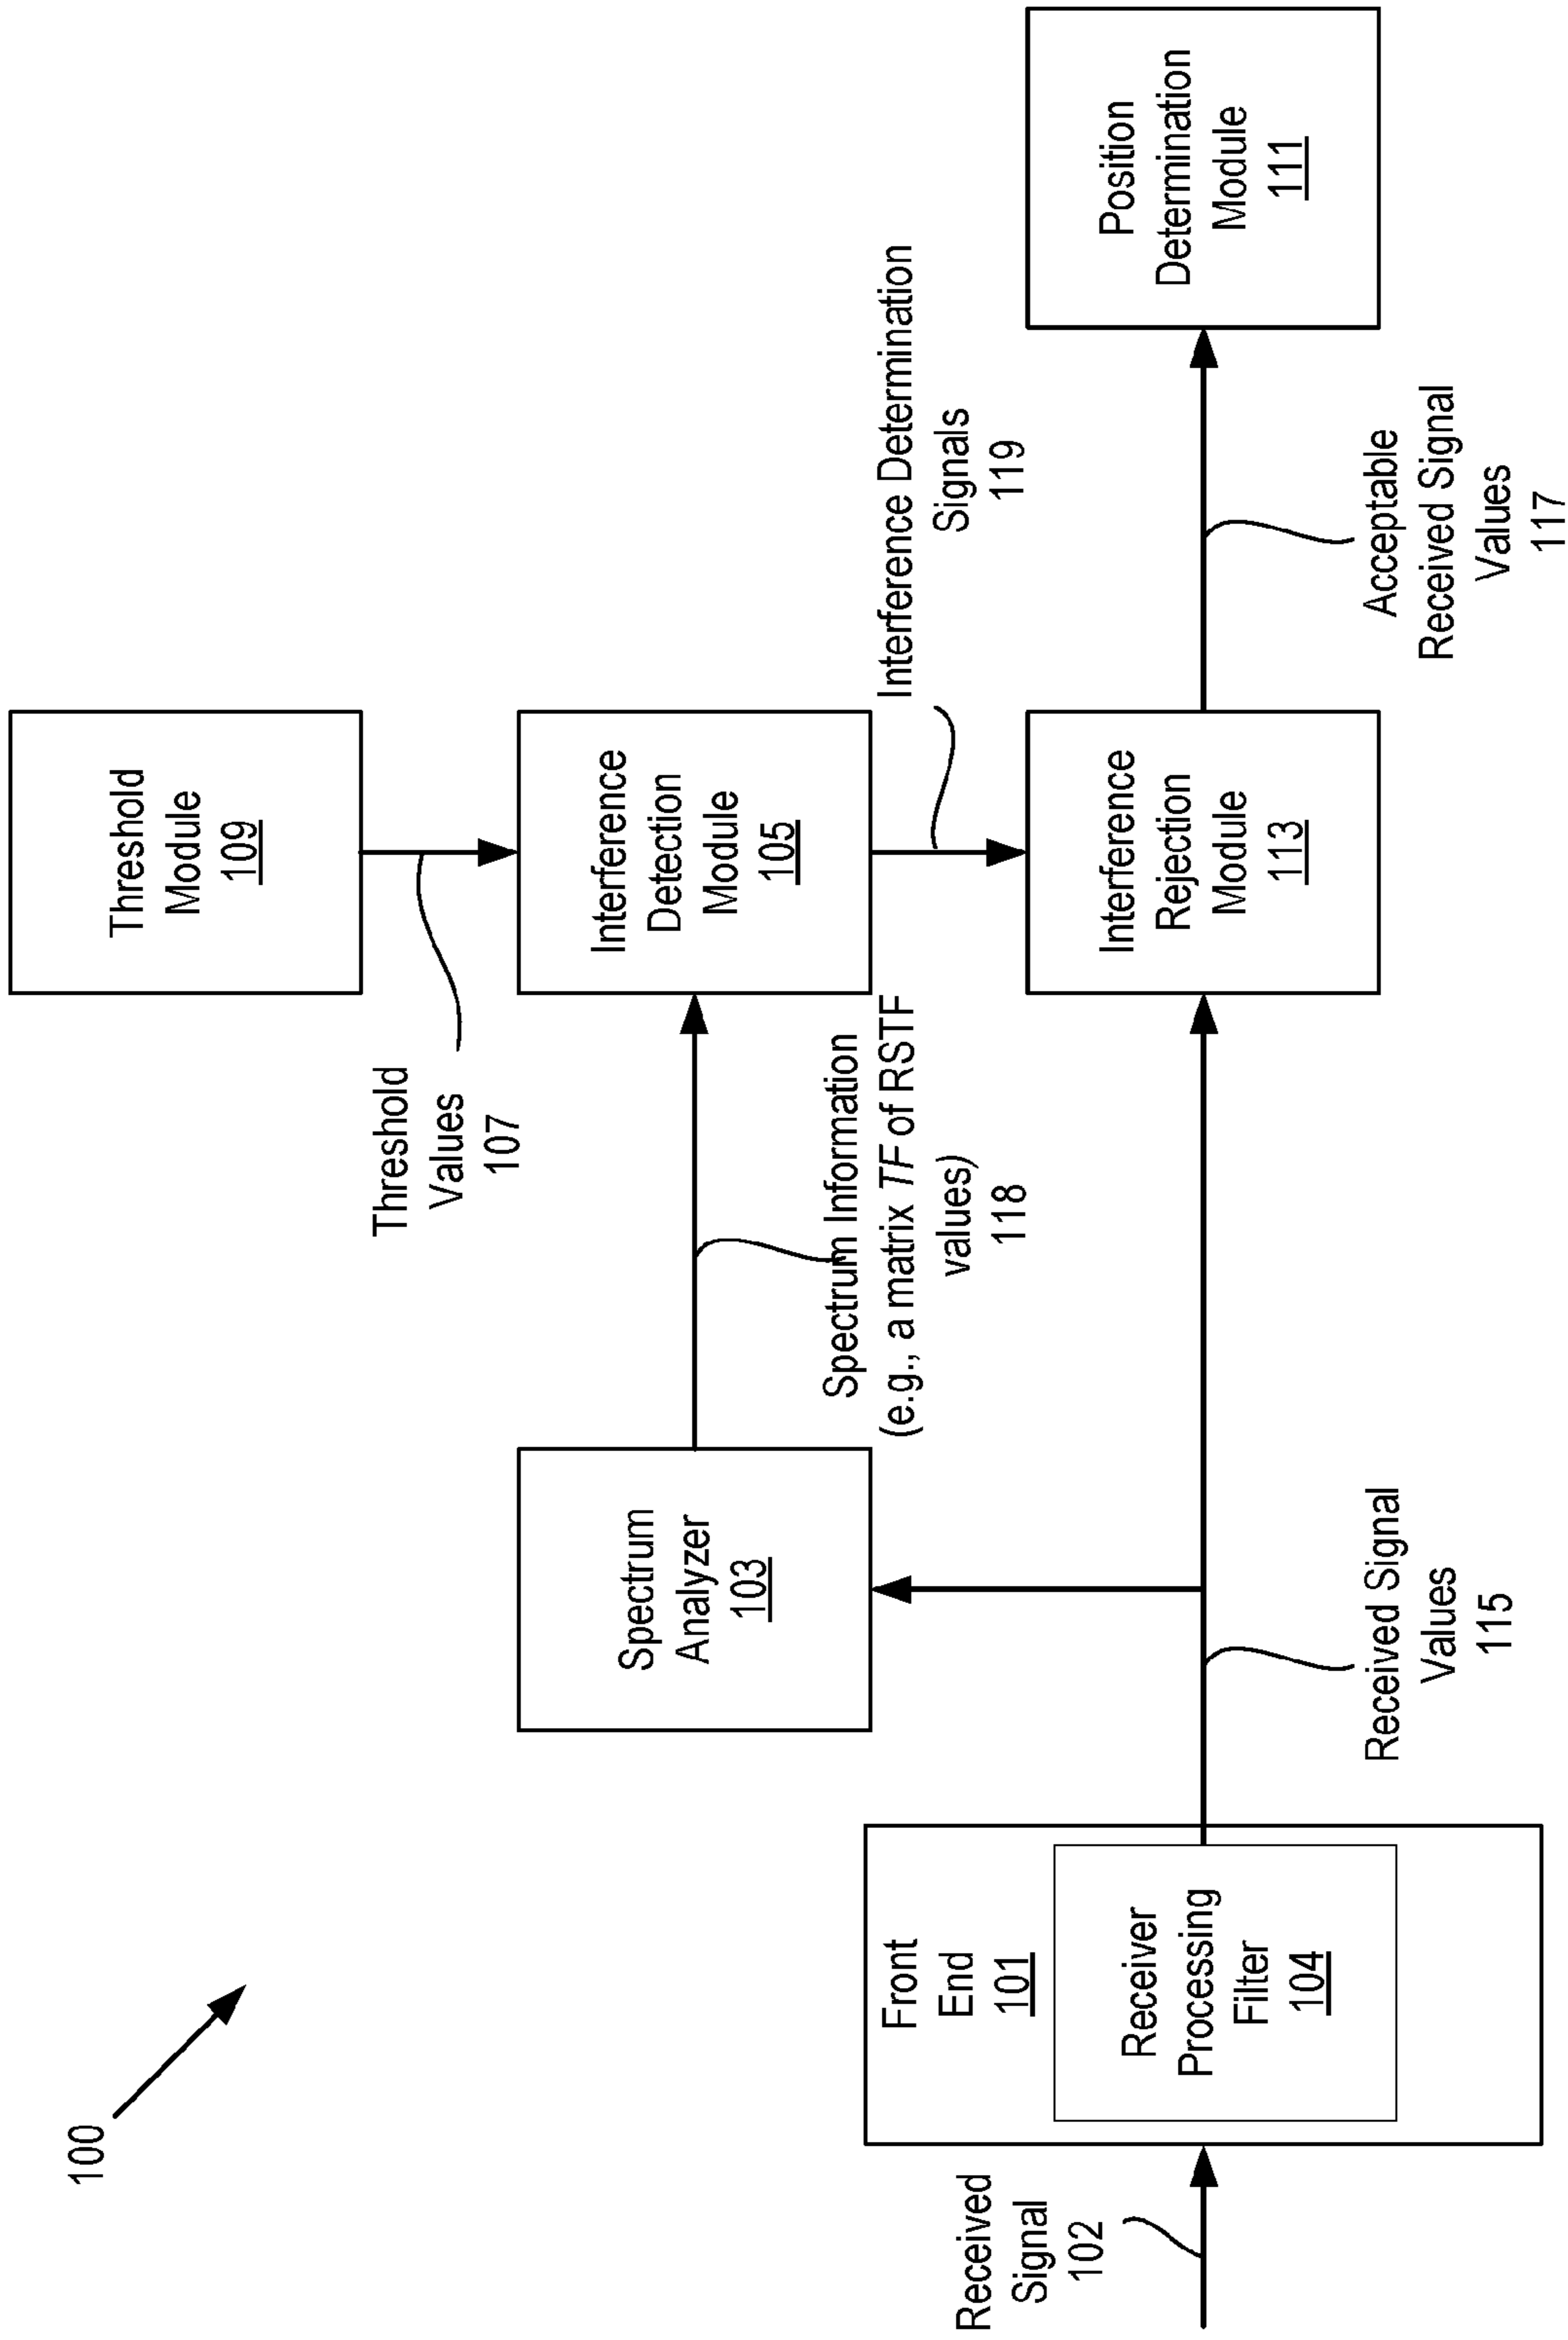 100
Threshold
Module
109
Threshold
Values
107
Spectrum
Analyzer
103
Spectrum Information
(e.g., a matrix TF of RSTF
values)
118
Interference
Detection
Module
105
Interference Determination
Signals
119
Received
Signal
102
Front
End
101
Receiver
Processing
Filter
104
Received Signal
Values
115
Interference
Rejection
Module
113
Acceptable
Received Signal
Values
117
Position
Determination
Module
111